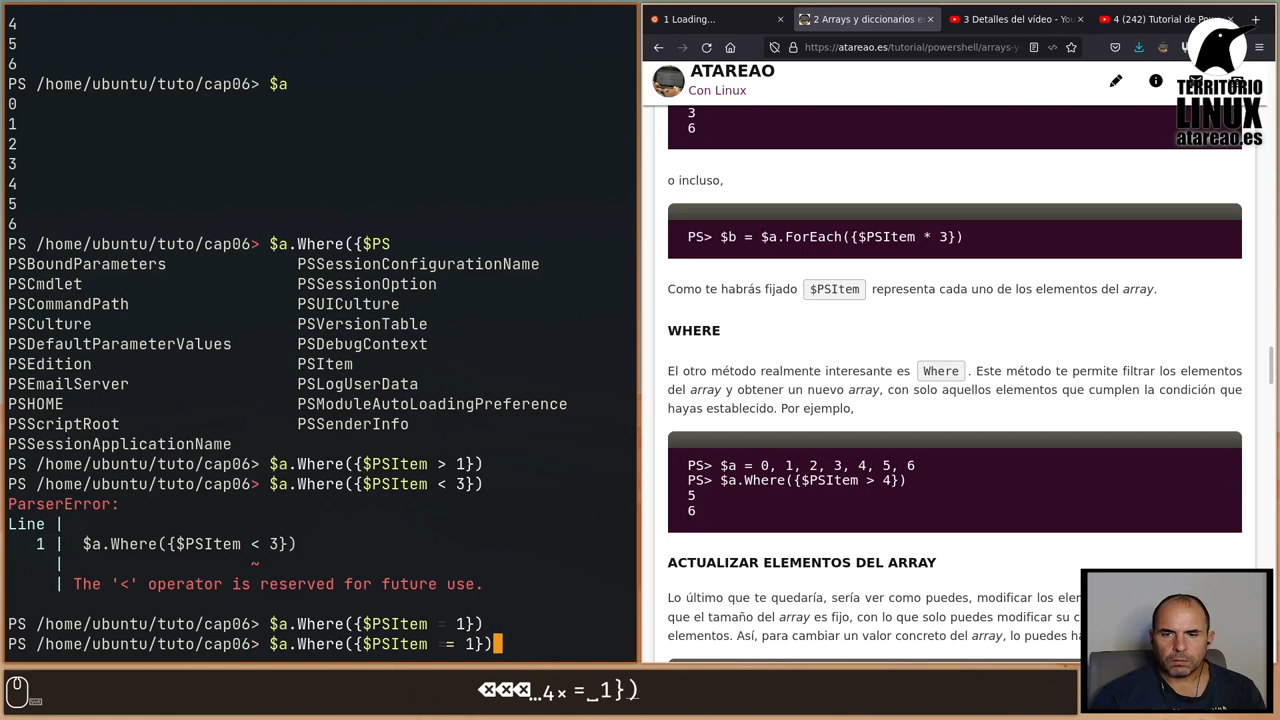 4
5
6
PS /home/ubuntu/tuto/cap06> $a
0
1
2
3
4
5
6
PS /home/ubuntu/tuto/cap06> $a.Where({$PS
PSBoundParameters PSSessionConfigurationName
PSCmdlet PSSessionOption
PSCommandPath PSUICulture
PSCulture PSVersionTable
PSDefaultParameterValues PSDebugContext
PSEdition PSItem
PSEmailServer PSLogUserData
PSHOME PSModuleAutoLoadingPreference
PSScriptRoot PSSenderInfo
PSSessionApplicationName
PS /home/ubuntu/tuto/cap06> $a.Where({$PSItem > 1})
PS /home/ubuntu/tuto/cap06> $a.Where({$PSItem < 3})
ParserError:
Line |
1 | $a.Where({$PSItem < 3})
| ~
| The '<' operator is reserved for future use.
PS /home/ubuntu/tuto/cap06> $a.Where({$PSItem = 1})
PS /home/ubuntu/tuto/cap06> $a.Where({$PSItem == 1})
…4× =␣1})
1 Loading...
2 Arrays y diccionarios e
3 Detalles del vídeo - You
4 (242) Tutorial de Power
https://atareao.es/tutorial/powershell/arrays-y
ATAREAO
Con Linux
TERRITORIO
LINUX
atareao.es
3
6
o incluso,
PS> $b = $a.ForEach({$PSItem * 3})
Como te habrás fijado $PSItem representa cada uno de los elementos del array.
WHERE
El otro método realmente interesante es Where . Este método te permite filtrar los elementos
del array y obtener un nuevo array, con solo aquellos elementos que cumplen la condición que
hayas establecido. Por ejemplo,
PS> $a = 0, 1, 2, 3, 4, 5, 6
PS> $a.Where({$PSItem > 4})
5
6
ACTUALIZAR ELEMENTOS DEL ARRAY
Lo último que te quedaría, sería ver como puedes, modificar los
que el tamaño del array es fijo, con lo que solo puedes modificar su
elementos. Así, para cambiar un valor concreto del array, lo puedes